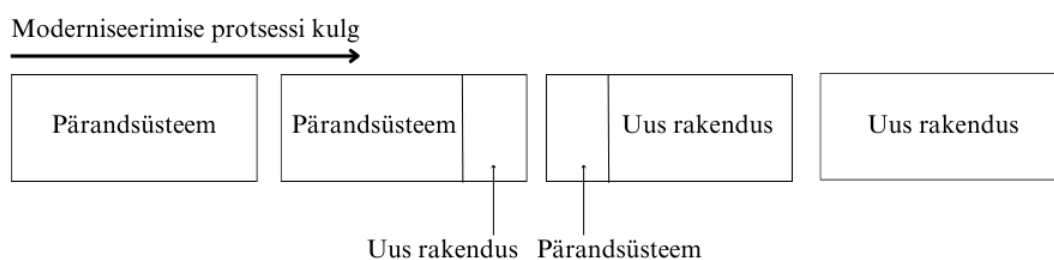 Moderniseerimise protsessi kulg
Pärandsüsteem
Pärandsüsteem
Uus rakendus
Uus rakendus
Uus rakendus
Pärandsüsteem